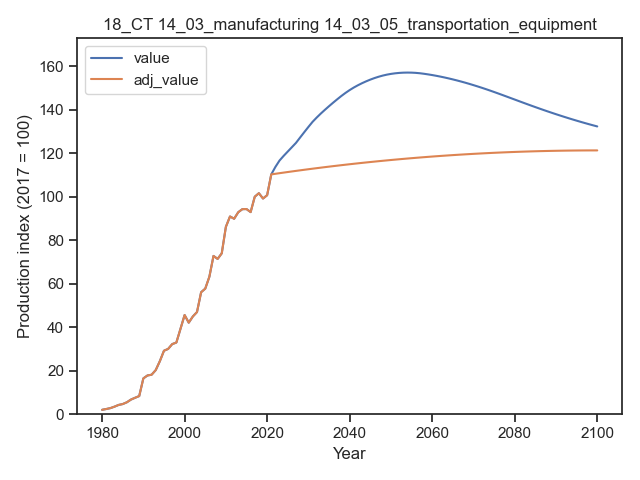 18_CT 14_03_manufacturing 14_03_05_transportation_equipment
value
adj_value
Production index (2017 = 100)
160
140
120
100
80
60
40
20
0
1980 2000 2020 2040 2060 2080 2100
Year